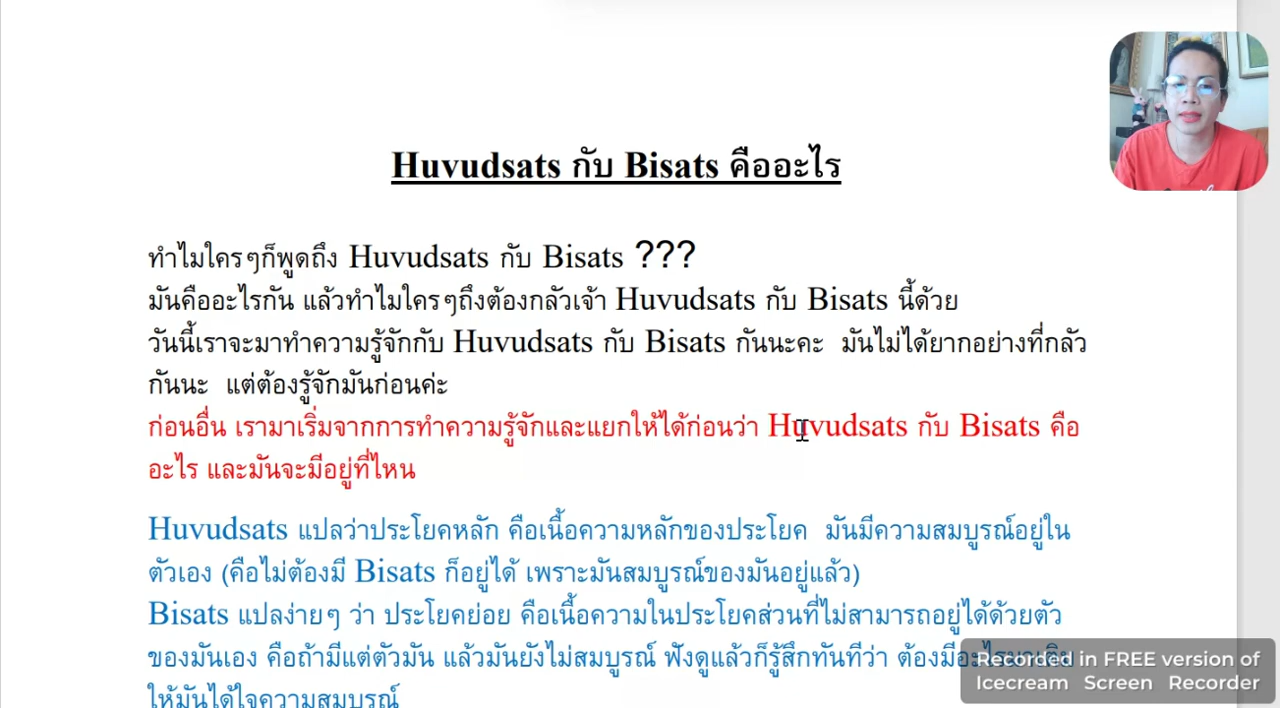 Huvudsats กับ Bisats คืออะไร
ทำไมใครๆก็พูดถึง Huvudsats กับ Bisats ???
มันคืออะไรกัน แล้วทำไมใครๆถึงต้องกลัวเจ้า Huvudsats กับ Bisats นี้ด้วย
วันนี้เราจะมาทำความรู้จักกับ Huvudsats กับ Bisats กันนะคะ มันไม่ได้ยากอย่างที่กลัว
กันนะ แต่ต้องรู้จักมันก่อนค่ะ
ก่อนอื่น เรามาเริ่มจากการทำความรู้จักและแยกให้ได้ก่อนว่า Huvudsats กับ Bisats คือ
อะไร และมันจะมีอยู่ที่ไหน
Huvudsats แปลว่าประโยคหลัก คือเนื้อความหลักของประโยค มันมีความสมบูรณ์อยู่ใน
ตัวเอง (คือไม่ต้องมี Bisats ก็อยู่ได้ เพราะมันสมบูรณ์ของมันอยู่แล้ว)
Bisats แปลง่ายๆ ว่า ประโยคย่อย คือเนื้อความในประโยคส่วนที่ไม่สามารถอยู่ได้ด้วยตัว
ของมันเอง คือถ้ามีแต่ตัวมัน แล้วมันยังไม่สมบูรณ์ ฟังดูแล้วก็รู้สึกทันทีว่า ต้องมี
ให้มันได้ใจความสมบูรณ์
Recorded in FREE version of
Icecream Screen Recorder